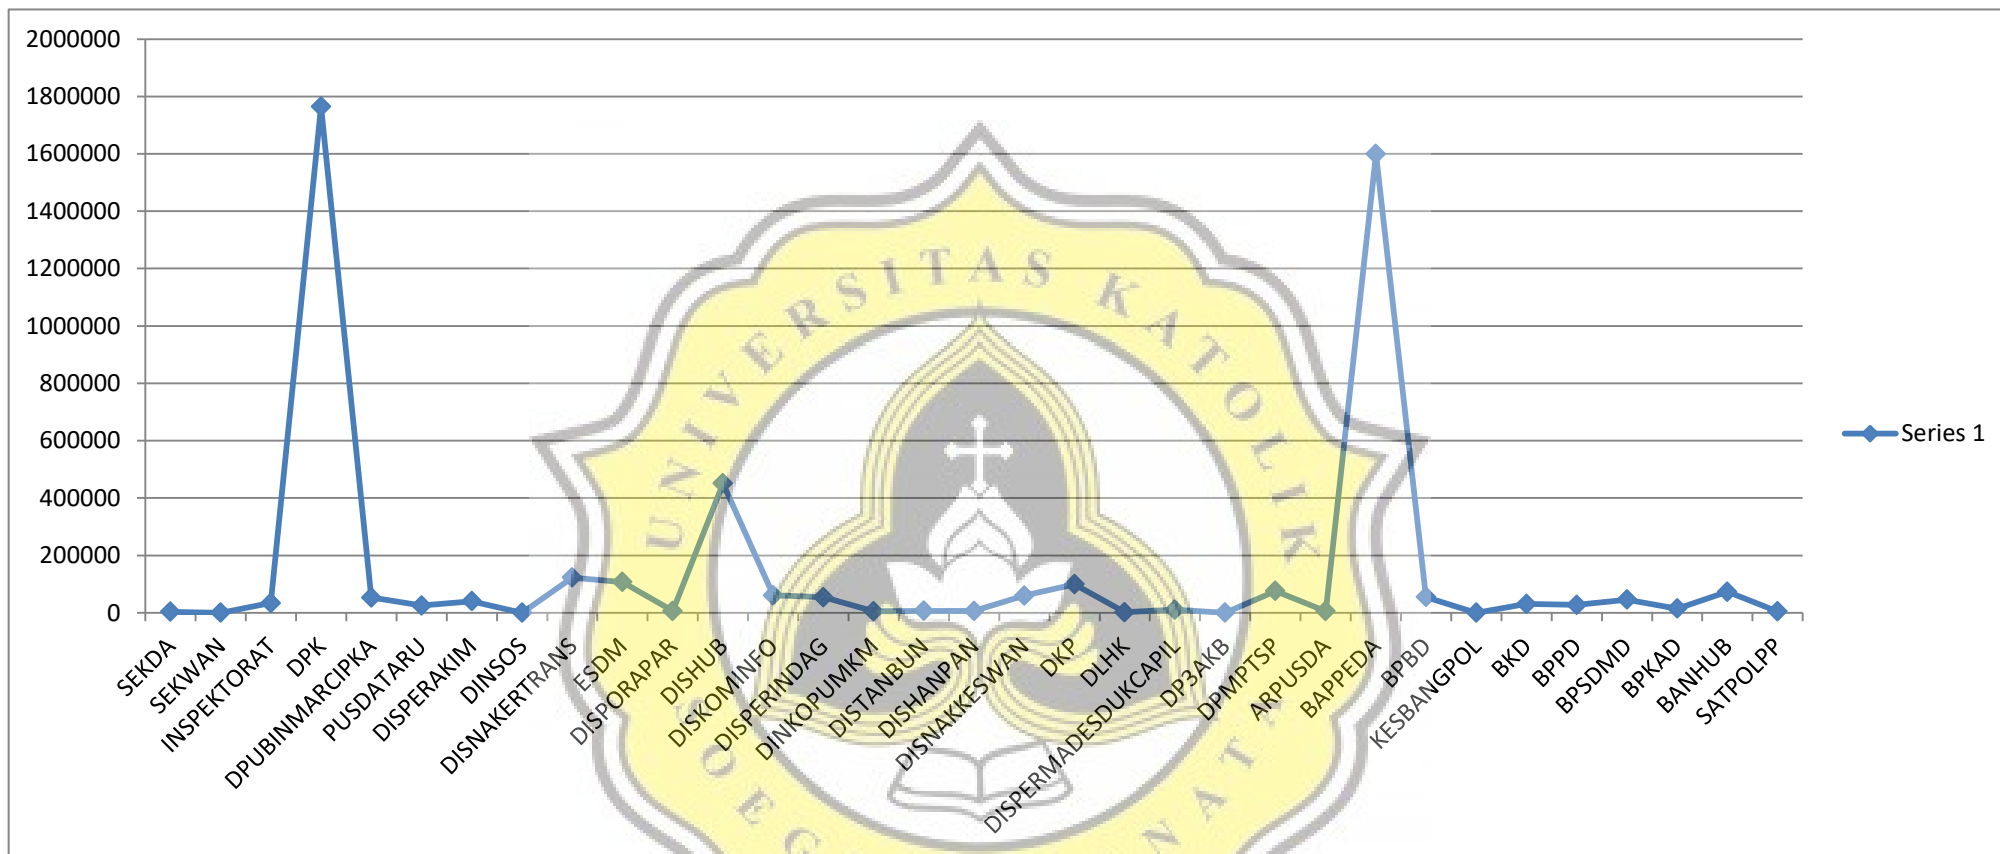 2000000
1800000
1600000
1400000
1200000
1000000
800000
600000
400000
200000
0
SEKDA
SEKWAN
INSPEKTORAT
DPK
DPUBINMARCIPKA
PUSDATARU
DISPERAKIM
DINSOS
DISNAKERTRANS
ESDM
DISPORAPAR
DISHUB
DISKOMINFO
DISPERINDAG
DINKOPUMKM
DISTANBUN
DISHANPAN
DISNAKKESWAN
DKP
DLHK
DISPERMADESDUKCAPIL
DP3AKB
DPMPTSP
ARPUSDA
BAPPEDA
BPBD
KESBANGPOL
BKD
BPPD
BPSDMD
BPKAD
BANHUB
SATPOLPP
Series 1
UNIVERSITAS KATOLIK